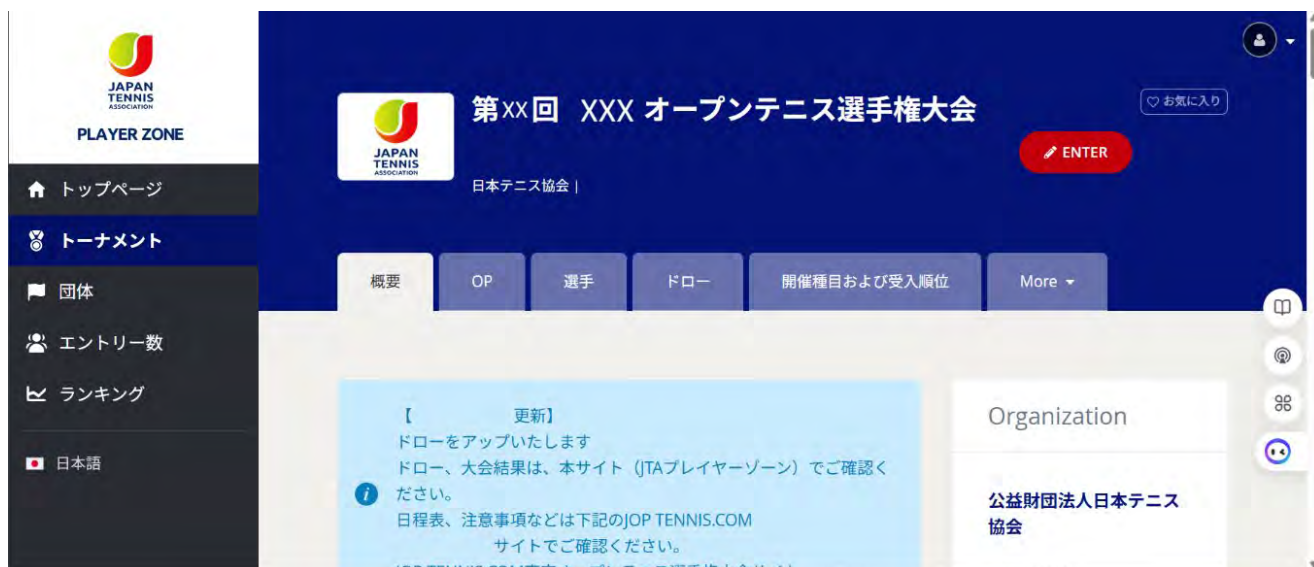 JAPAN
TENNIS
ASSOCIATION
PLAYER ZONE
トップページ
トーナメント
団体
エントリー数
ランキング
日本語
JAPAN
TENNIS
ASSOCIATION
第xx回 XXX オープンテニス選手権大会
日本テニス協会 |
お気に入り
ENTER
概要
OP
選手
ドロー
開催種目および受入順位
More
【 更新】
ドローをアップいたします
ドロー、大会結果は、本サイト（JTAプレイヤーゾーン）でご確認く
ださい。
日程表、注意事項などは下記のJOP TENNIS.COM
サイトでご確認ください。
Organization
公益財団法人日本テニス
協会